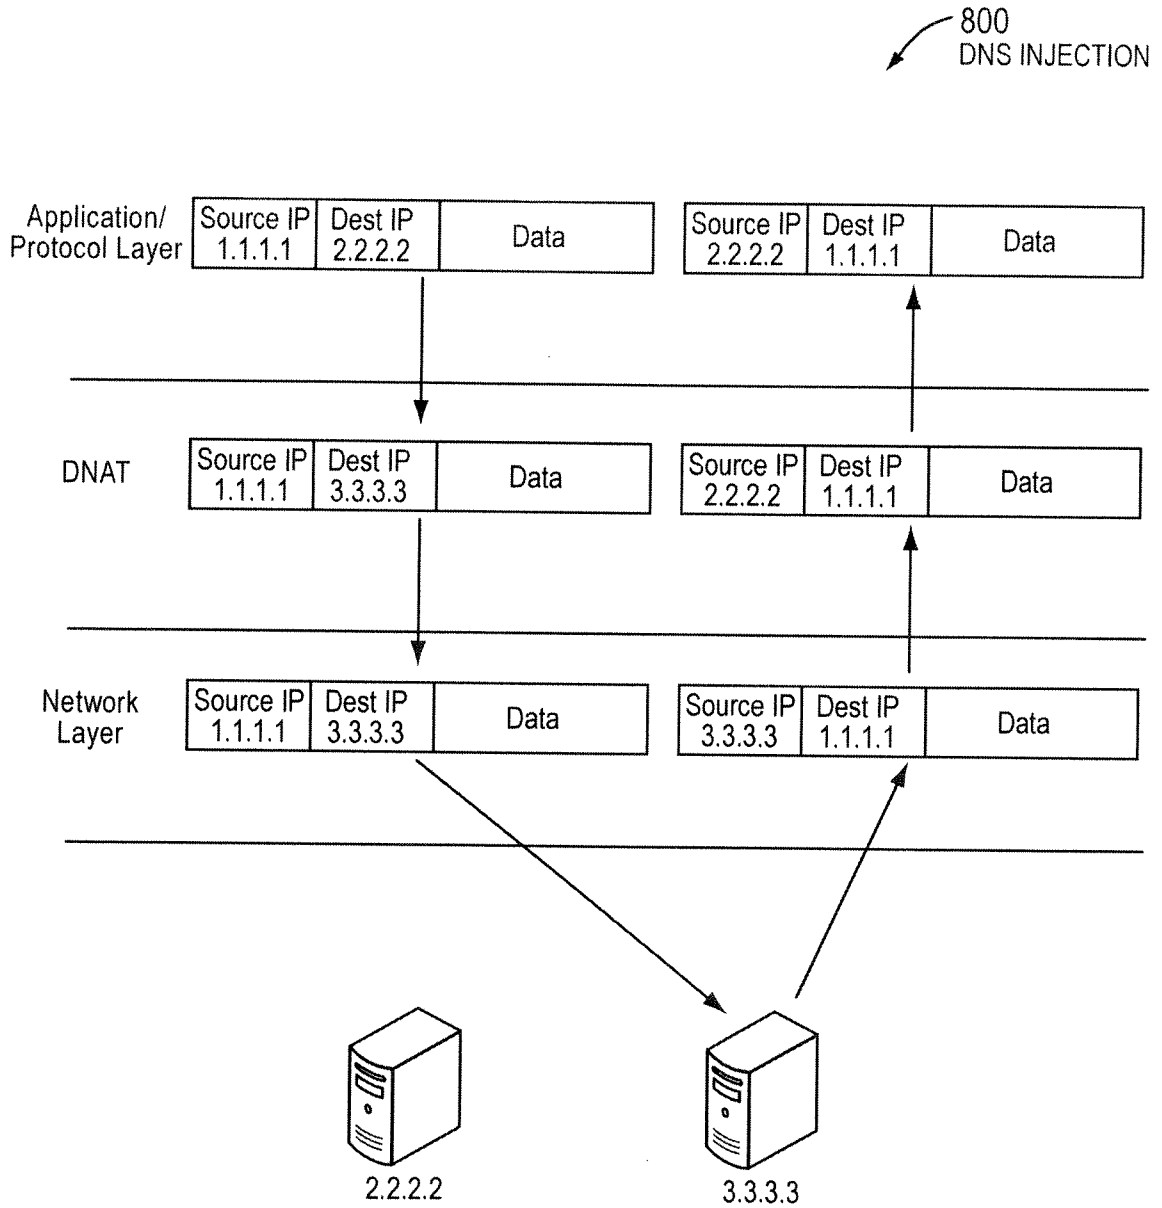 800
DNS INJECTION
Application/
Protocol Layer
Source IP
1.1.1.1
Dest IP
2.2.2.2
Data
Source IP
2.2.2.2
Dest IP
1.1.1.1
Data
DNAT
Source IP
1.1.1.1
Dest IP
3.3.3.3
Data
Source IP
2.2.2.2
Dest IP
1.1.1.1
Data
Network
Layer
Source IP
1.1.1.1
Dest IP
3.3.3.3
Data
Source IP
3.3.3.3
Dest IP
1.1.1.1
Data
2.2.2.2
3.3.3.3